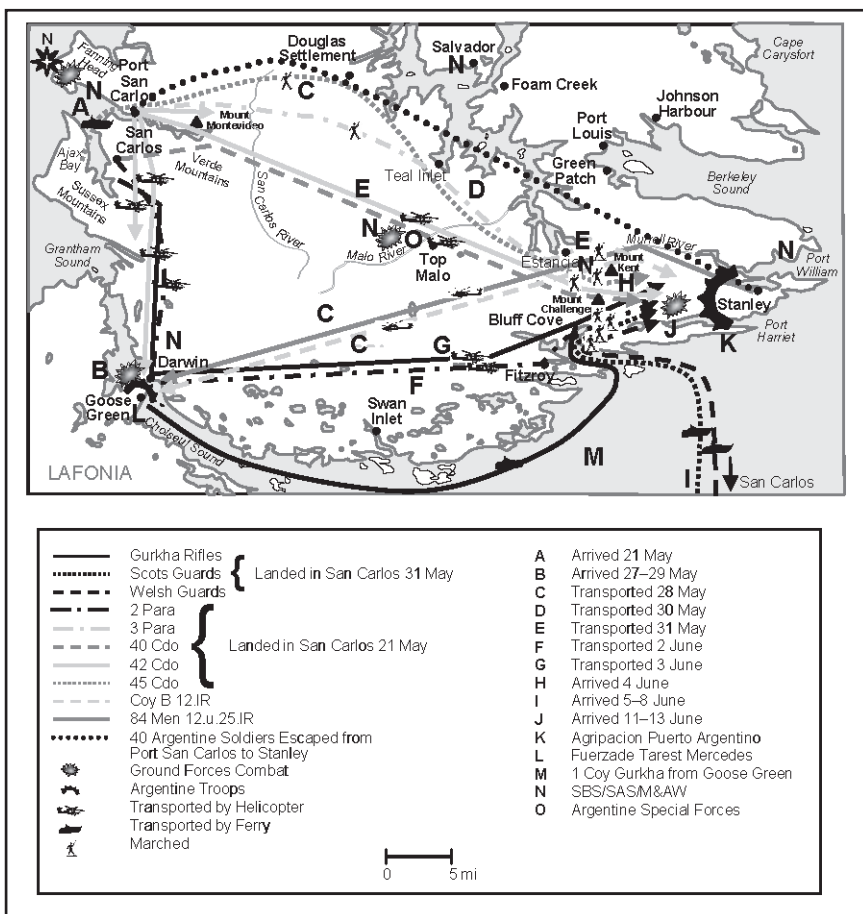 N
Fanning
Head
Port
San
Carlos
N
A
San
Carlos
Ajax
Bay
Sussex
Mountains
Grantham
Sound
Mount
Montevideo
Verde
Mountains
San Carlos River
Douglas
Settlement
C
Salvador
N
Foam Creek
Cape
Carysfort
Johnson
Harbour
Port
Louis
Green
Patch
Berkeley
Sound
Teal Inlet
D
E
N
O
Top
Malo
Malo River
Estancia
E
N
Murrell River
Mount
Kent
H
Mount
Challenger
N
Port
William
Stanley
J
K
Port
Harriet
Bluff Cove
C
C
G
F
Fitzroy
N
Darwin
B
Goose
Green
L
Choiseul Sound
Swan
Inlet
M
I
San Carlos
LAFONIA
Gurkha Rifles
Scots Guards
Welsh Guards
{ Landed in San Carlos 31 May
2 Para
3 Para
40 Cdo
42 Cdo
45 Cdo
{ Landed in San Carlos 21 May
Coy B 12.IR
84 Men 12.u.25.IR
40 Argentine Soldiers Escaped from
Port San Carlos to Stanley
Ground Forces Combat
Argentine Troops
Transported by Helicopter
Transported by Ferry
Marched
A Arrived 21 May
B Arrived 27–29 May
C Transported 28 May
D Transported 30 May
E Transported 31 May
F Transported 2 June
G Transported 3 June
H Arrived 4 June
I Arrived 5–8 June
J Arrived 11–13 June
K Agripacion Puerto Argentino
L Fuerzade Tarest Mercedes
M 1 Coy Gurkha from Goose Green
N SBS/SAS/M&AW
O Argentine Special Forces
0 5 mi